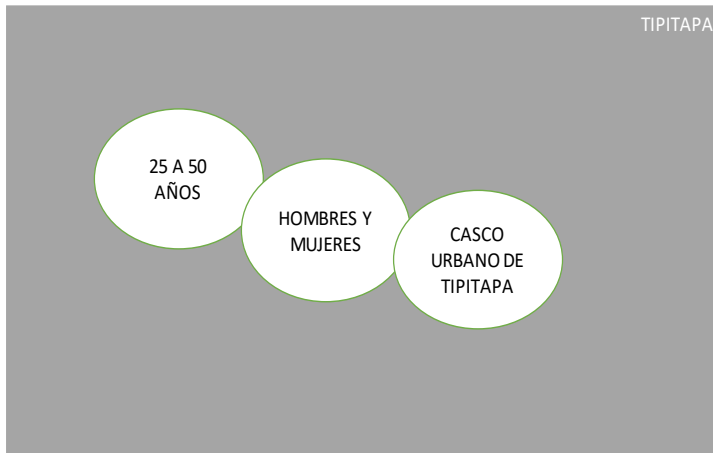 TIPITAPA
25 A 50
AÑOS
HOMBRES Y
MUJERES
CASCO
URBANO DE
TIPITAPA